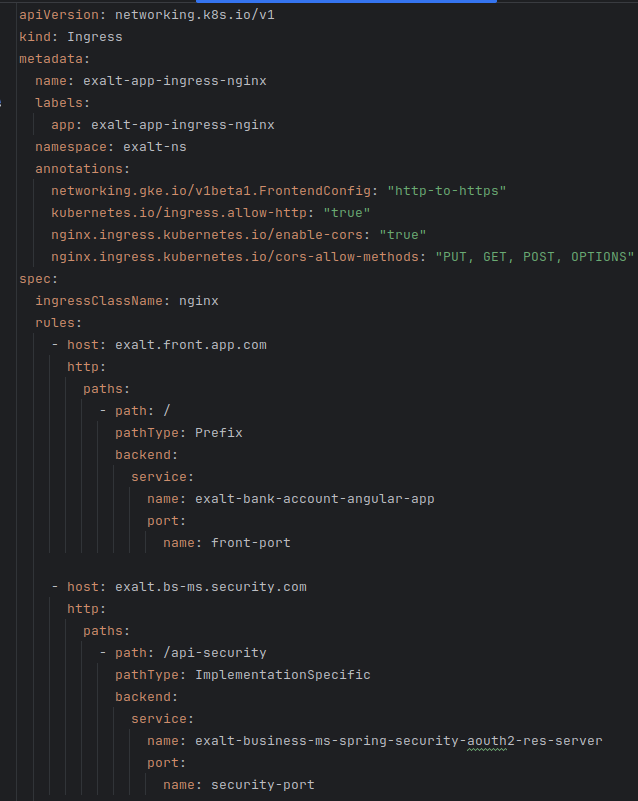 apiVersion: networking.k8s.io/v1
kind: Ingress
metadata:
  name: exalt-app-ingress-nginx
  labels:
    app: exalt-app-ingress-nginx
  namespace: exalt-ns
  annotations:
    networking.gke.io/v1beta1.FrontendConfig: "http-to-https"
    kubernetes.io/ingress.allow-http: "true"
    nginx.ingress.kubernetes.io/enable-cors: "true"
    nginx.ingress.kubernetes.io/cors-allow-methods: "PUT, GET, POST, OPTIONS"
spec:
  ingressClassName: nginx
  rules:
    - host: exalt.front.app.com
      http:
        paths:
          - path: /
            pathType: Prefix
            backend:
              service:
                name: exalt-bank-account-angular-app
                port:
                  name: front-port

    - host: exalt.bs-ms.security.com
      http:
        paths:
          - path: /api-security
            pathType: ImplementationSpecific
            backend:
              service:
                name: exalt-business-ms-spring-security-aouth2-res-server
                port:
                  name: security-port